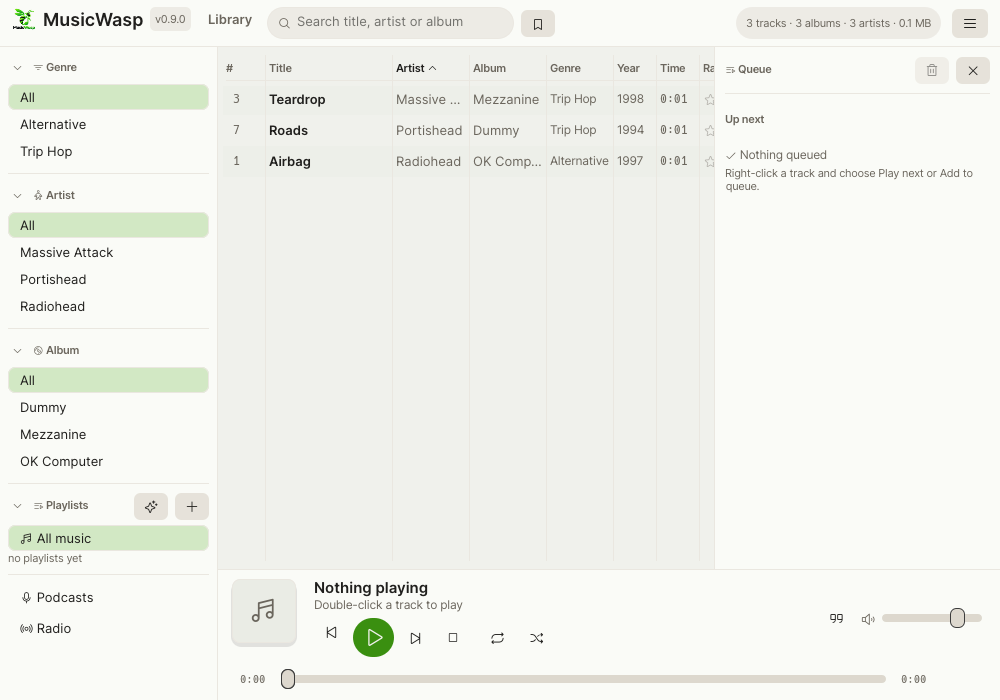 MusicWasp v0.9.0 Library Search title, artist or album 3 tracks · 3 albums · 3 artists · 0.1 MB
Genre
All
Alternative
Trip Hop
Artist
All
Massive Attack
Portishead
Radiohead
Album
All
Dummy
Mezzanine
OK Computer
Playlists
All music
no playlists yet
Podcasts
Radio
# Title Artist Album Genre Year Time Ra
3 Teardrop Massive ... Mezzanine Trip Hop 1998 0:01
7 Roads Portishead Dummy Trip Hop 1994 0:01
1 Airbag Radiohead OK Comp... Alternative 1997 0:01
Queue
Up next
Nothing queued
Right-click a track and choose Play next or Add to
queue.
Nothing playing
Double-click a track to play
0:00 0:00